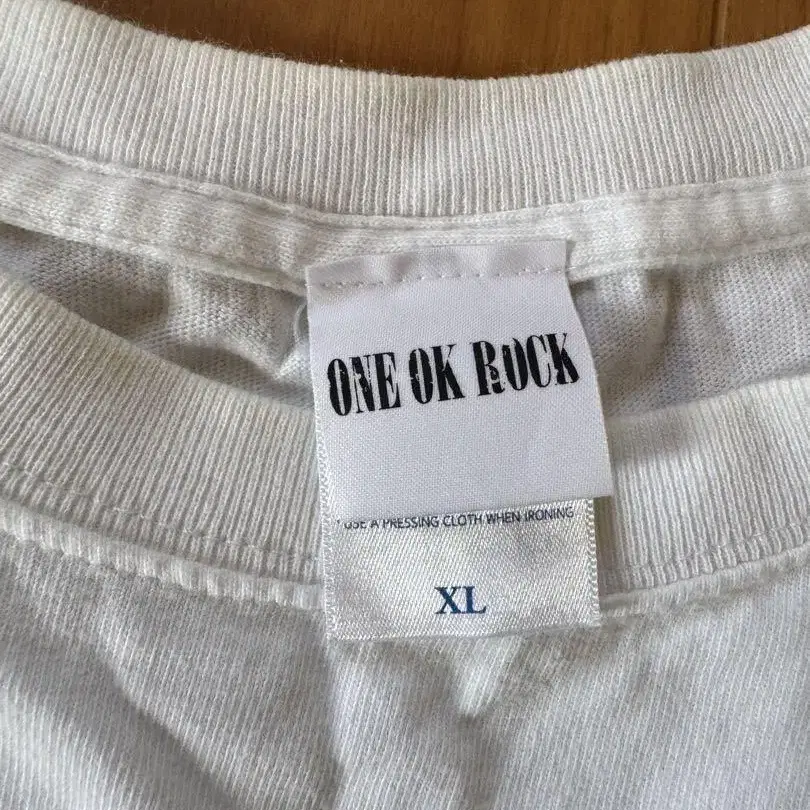 ONE OK ROCK
USE A PRESSING CLOTH WHEN IRONING
XL